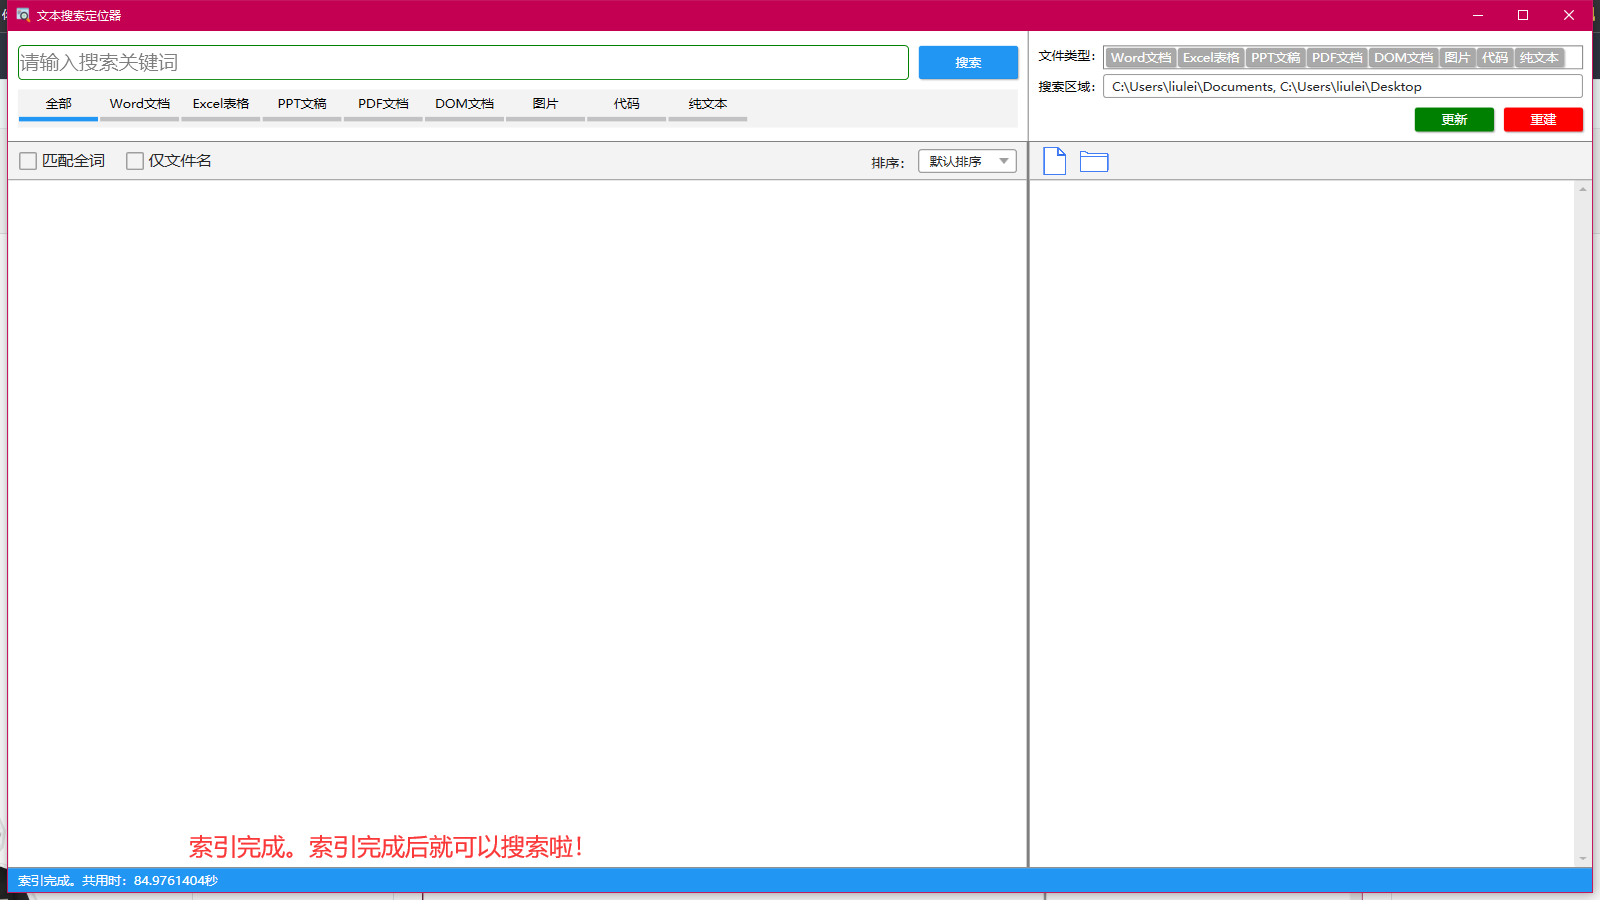 文本搜索定位器
请输入搜索关键词
搜索
全部 Word文档 Excel表格 PPT文稿 PDF文档 DOM文档 图片 代码 纯文本
文件类型： Word文档 Excel表格 PPT文稿 PDF文档 DOM文档 图片 代码 纯文本
搜索区域： C:\Users\liulei\Documents, C:\Users\liulei\Desktop
更新 重建
匹配全词 仅文件名 排序： 默认排序
索引完成。索引完成后就可以搜索啦！
索引完成。共用时：84.9761404秒